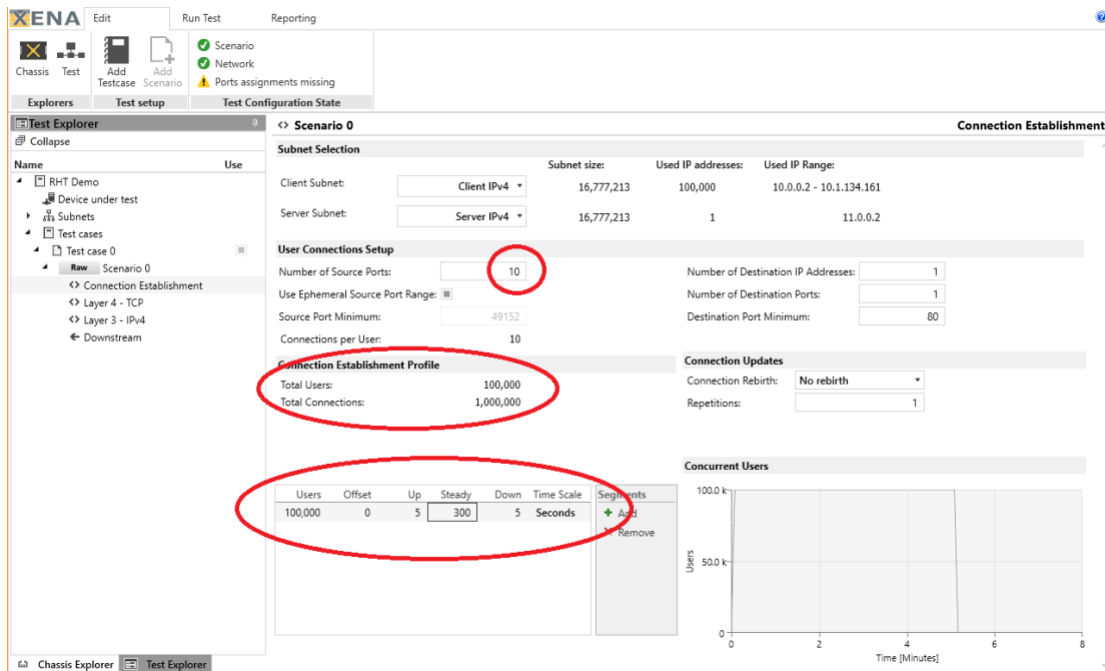 XENA Edit Run Test Reporting
Chassis Test Add Testcase Add Scenario
Scenario
Network
Ports assignments missing
Explorers Test setup Test Configuration State
Test Explorer
Collapse
Name Use
RHT Demo
Device under test
Subnets
Test cases
Test case 0
Raw Scenario 0
Connection Establishment
Layer 4 - TCP
Layer 3 - IPv4
Downstream
Chassis Explorer Test Explorer
<> Scenario 0 Connection Establishment
Subnet Selection
Subnet size: Used IP addresses: Used IP Range:
Client Subnet: Client IPv4 16,777,213 100,000 10.0.0.2 - 10.1.134.161
Server Subnet: Server IPv4 16,777,213 1 11.0.0.2
User Connections Setup
Number of Source Ports: 10 Number of Destination IP Addresses: 1
Use Ephemeral Source Port Range: Number of Destination Ports: 1
Source Port Minimum: 49152 Destination Port Minimum: 80
Connections per User: 10
Connection Establishment Profile Connection Updates
Total Users: 100,000 Connection Rebirth: No rebirth
Total Connections: 1,000,000 Repetitions: 1
Users Offset Up Steady Down Time Scale Segments
100,000 0 5 300 5 Seconds Add
Remove
Concurrent Users
100.0 k
50.0 k
0
Users
0 2 4 6 8
Time [Minutes]